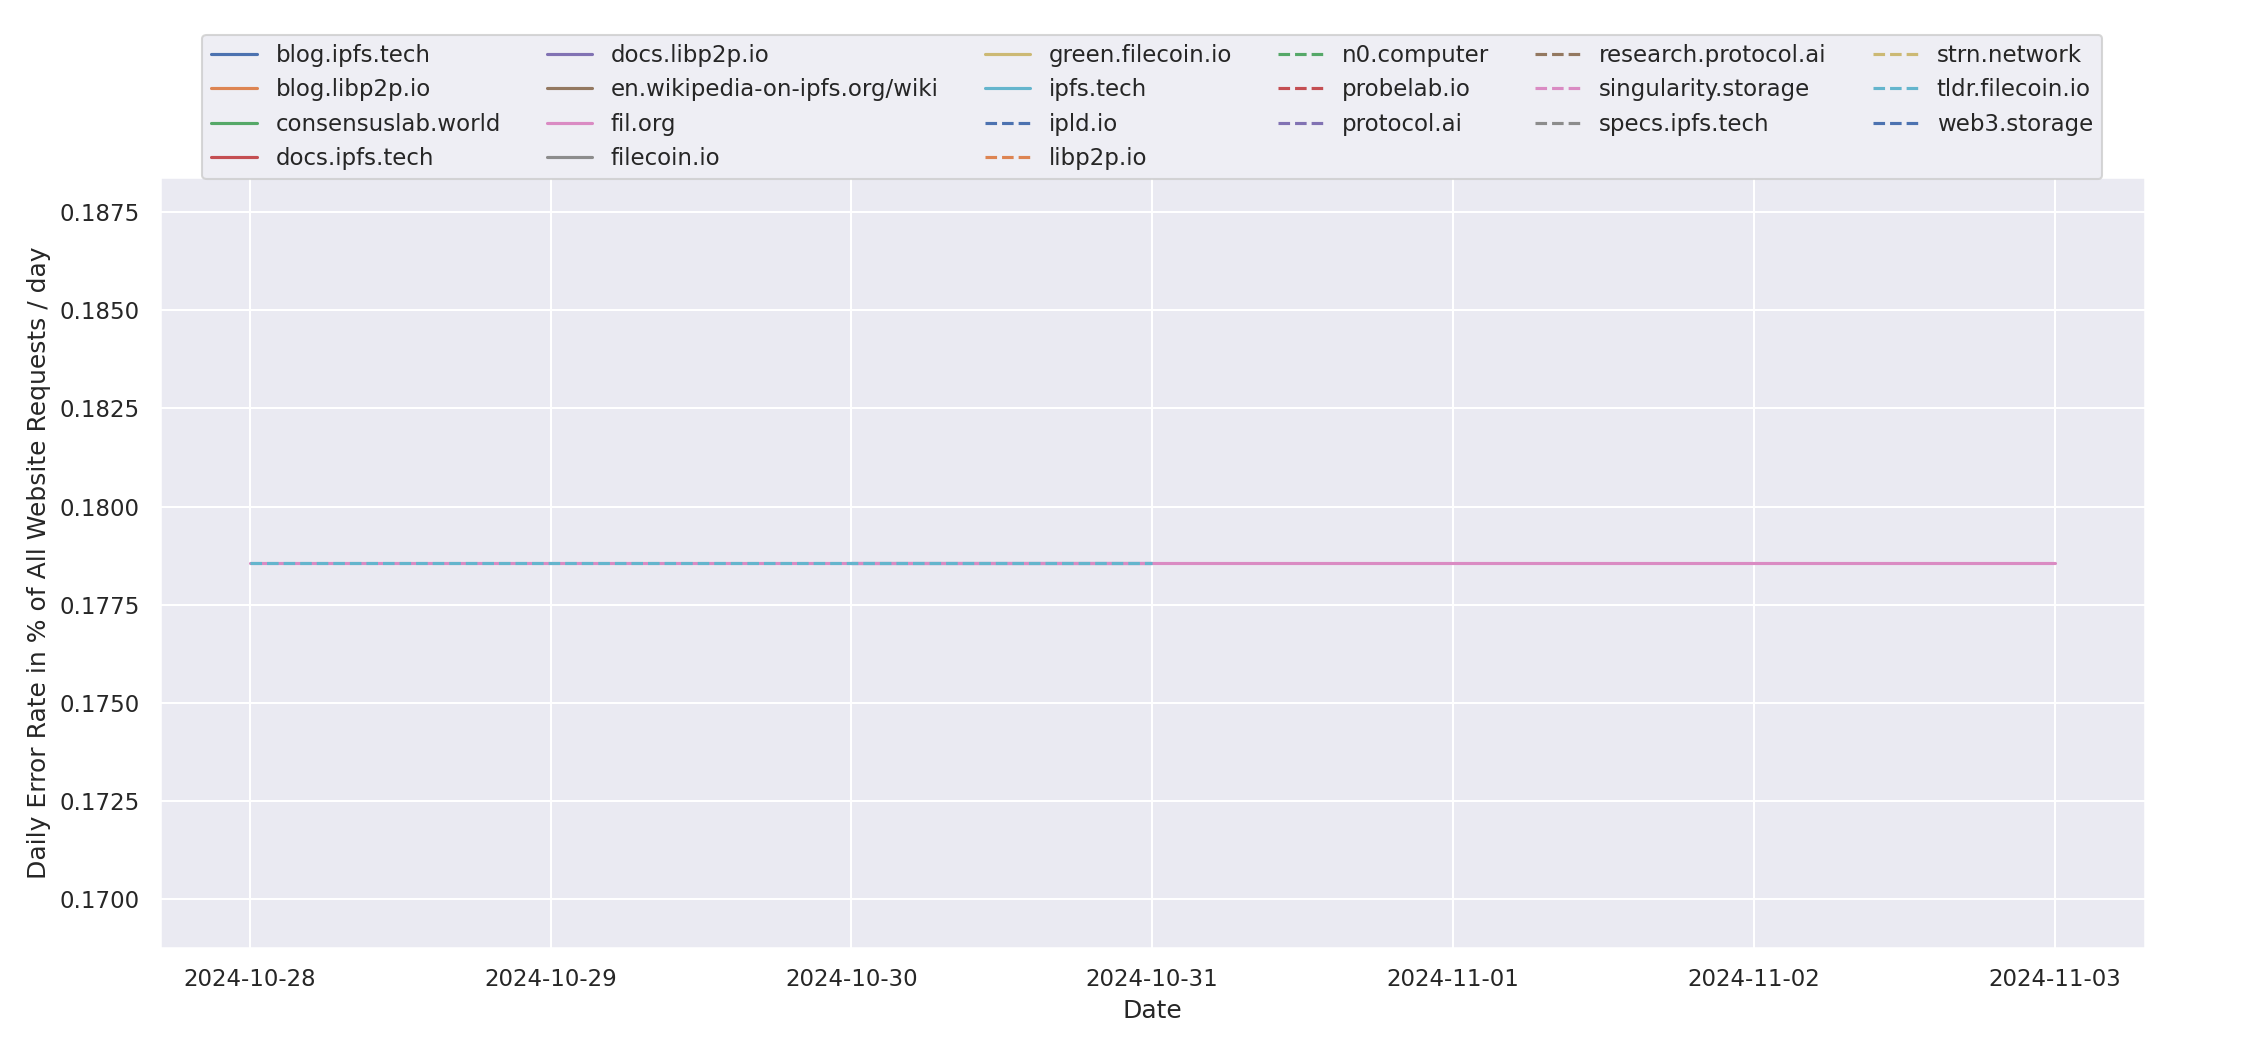 blog.ipfs.tech
blog.libp2p.io
consensuslab.world
docs.ipfs.tech
docs.libp2p.io
en.wikipedia-on-ipfs.org/wiki
fil.org
filecoin.io
green.filecoin.io
ipfs.tech
ipld.io
libp2p.io
n0.computer
probelab.io
protocol.ai
research.protocol.ai
singularity.storage
specs.ipfs.tech
strn.network
tldr.filecoin.io
web3.storage
Daily Error Rate in % of All Website Requests / day
0.1875
0.1850
0.1825
0.1800
0.1775
0.1750
0.1725
0.1700
2024-10-28
2024-10-29
2024-10-30
2024-10-31
2024-11-01
2024-11-02
2024-11-03
Date